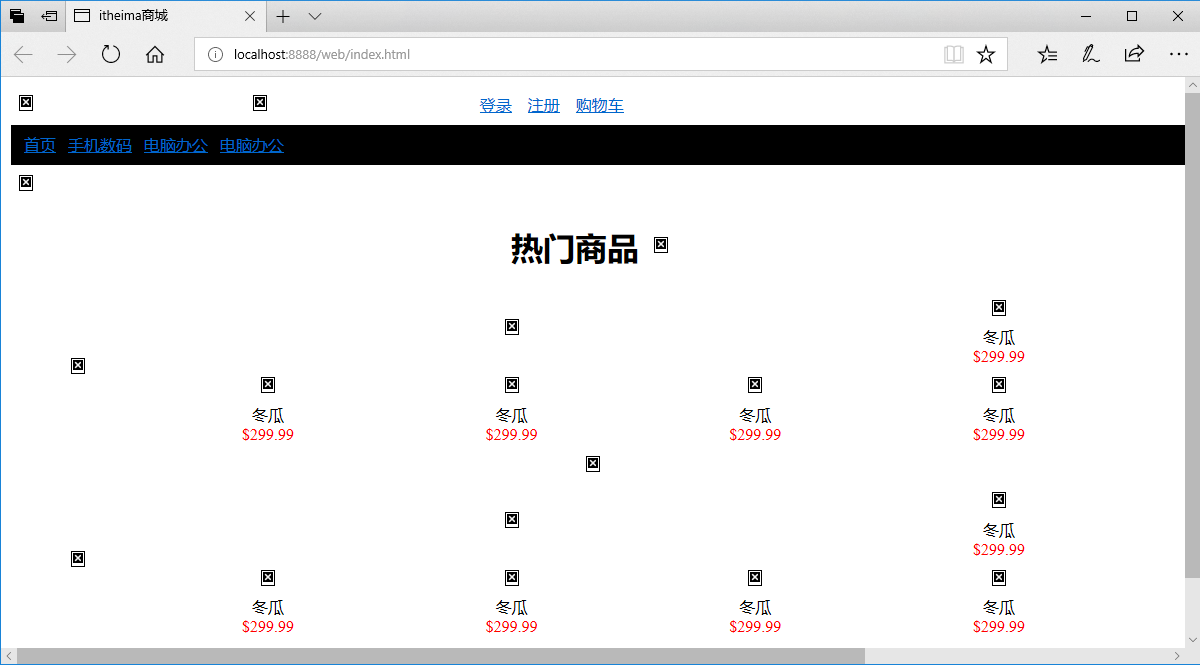 itheima商城
localhost:8888/web/index.html
登录 注册 购物车
首页 手机数码 电脑办公 电脑办公
热门商品
冬瓜
$299.99
冬瓜 冬瓜 冬瓜 冬瓜
$299.99 $299.99 $299.99 $299.99
冬瓜
$299.99
冬瓜 冬瓜 冬瓜 冬瓜
$299.99 $299.99 $299.99 $299.99